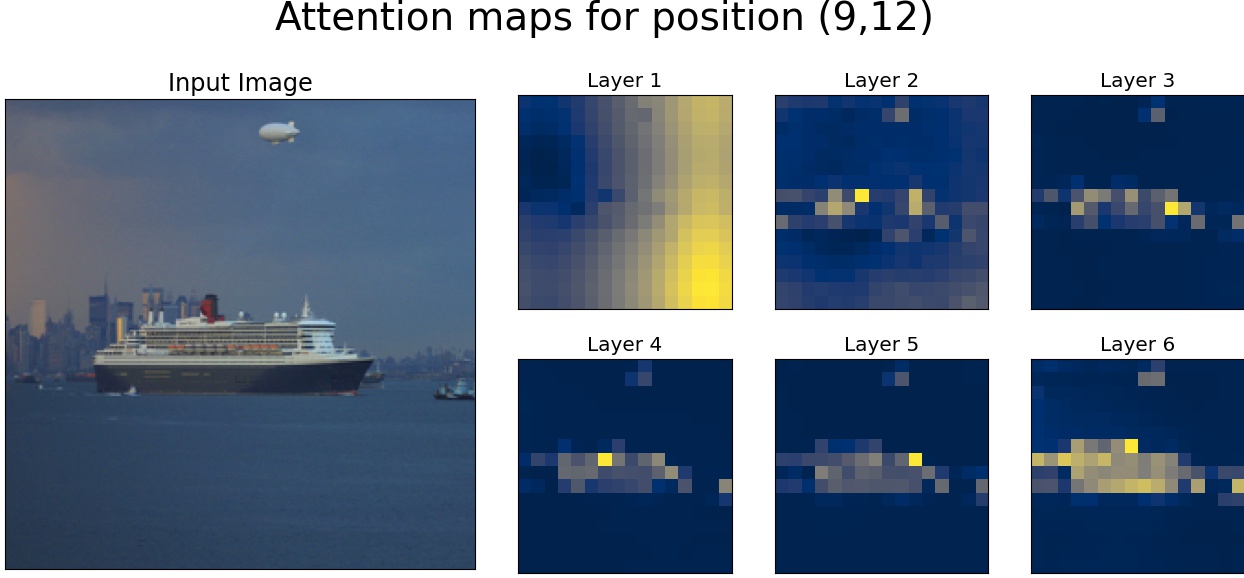 Attention maps for position (9,12)
Input Image
Layer 1
Layer 2
Layer 3
Layer 4
Layer 5
Layer 6